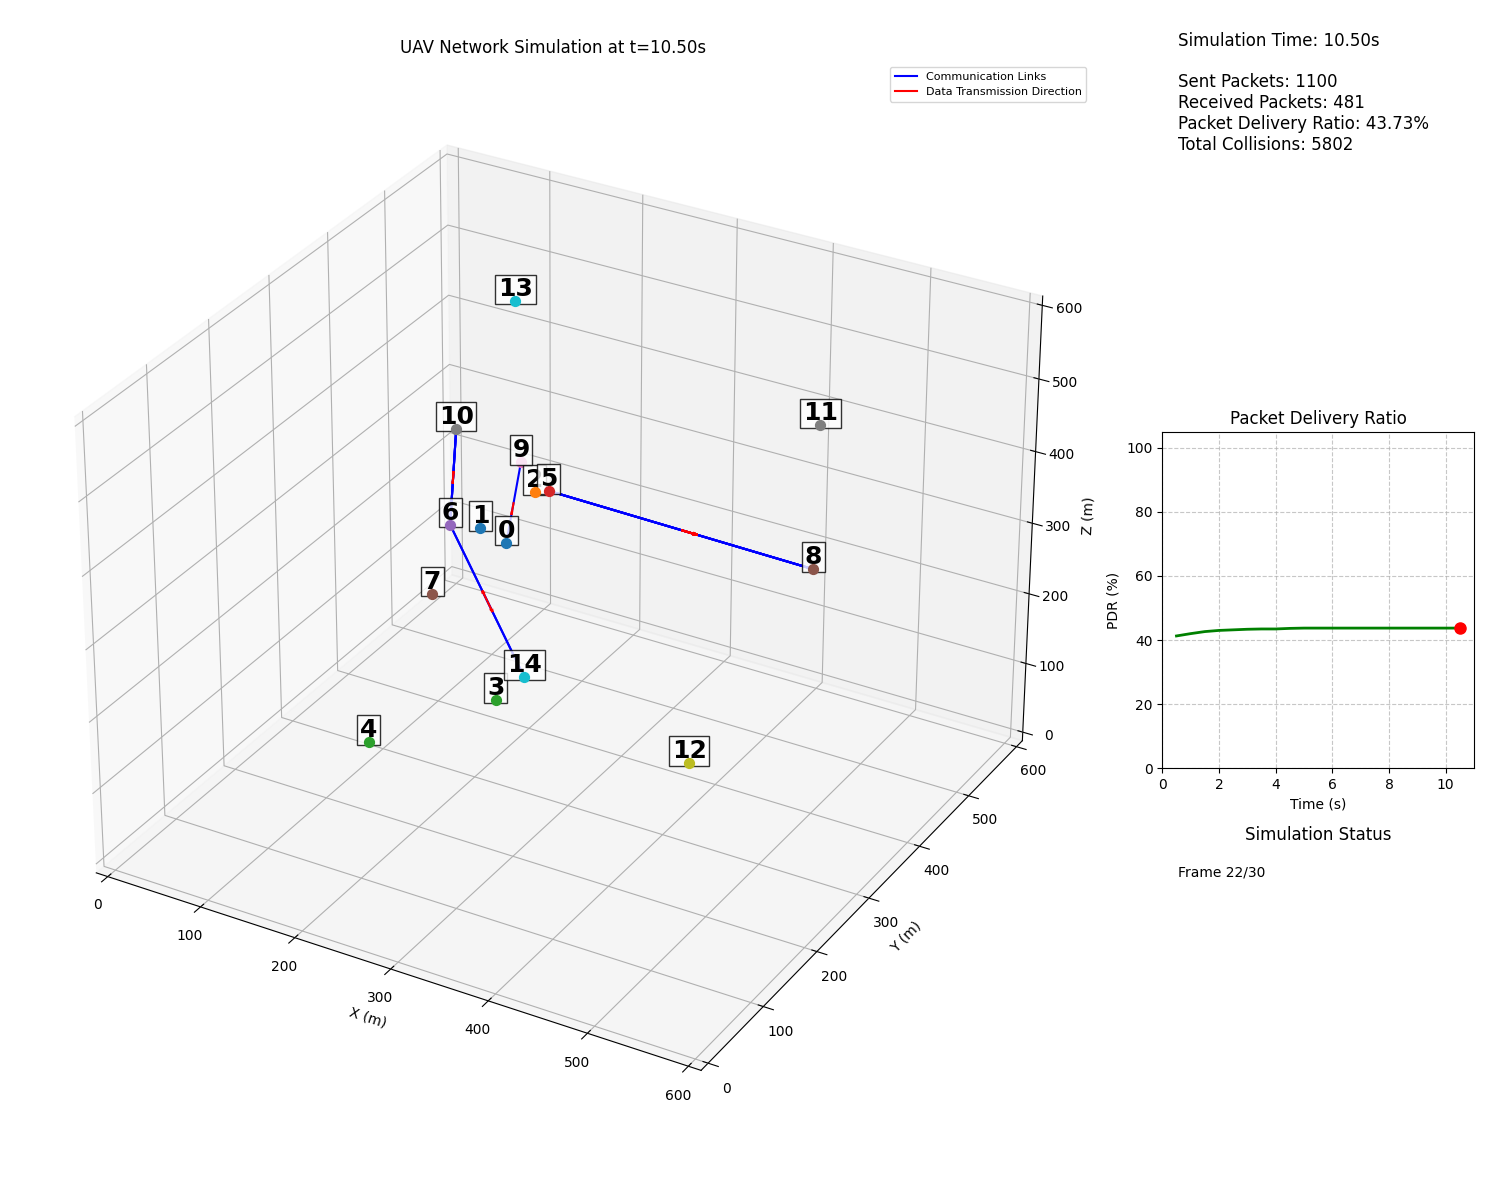 UAV Network Simulation at t=10.50s
Communication Links
Data Transmission Direction
Simulation Time: 10.50s
Sent Packets: 1100
Received Packets: 481
Packet Delivery Ratio: 43.73%
Total Collisions: 5802
13
10
11
9
2
5
6
1
0
8
7
14
3
4
12
600
500
400
300
200
100
0
Z (m)
0
100
200
300
400
500
600
X (m)
600
500
400
300
200
100
0
Y (m)
Packet Delivery Ratio
100
80
60
40
20
0
PDR (%)
0 2 4 6 8 10
Time (s)
Simulation Status
Frame 22/30